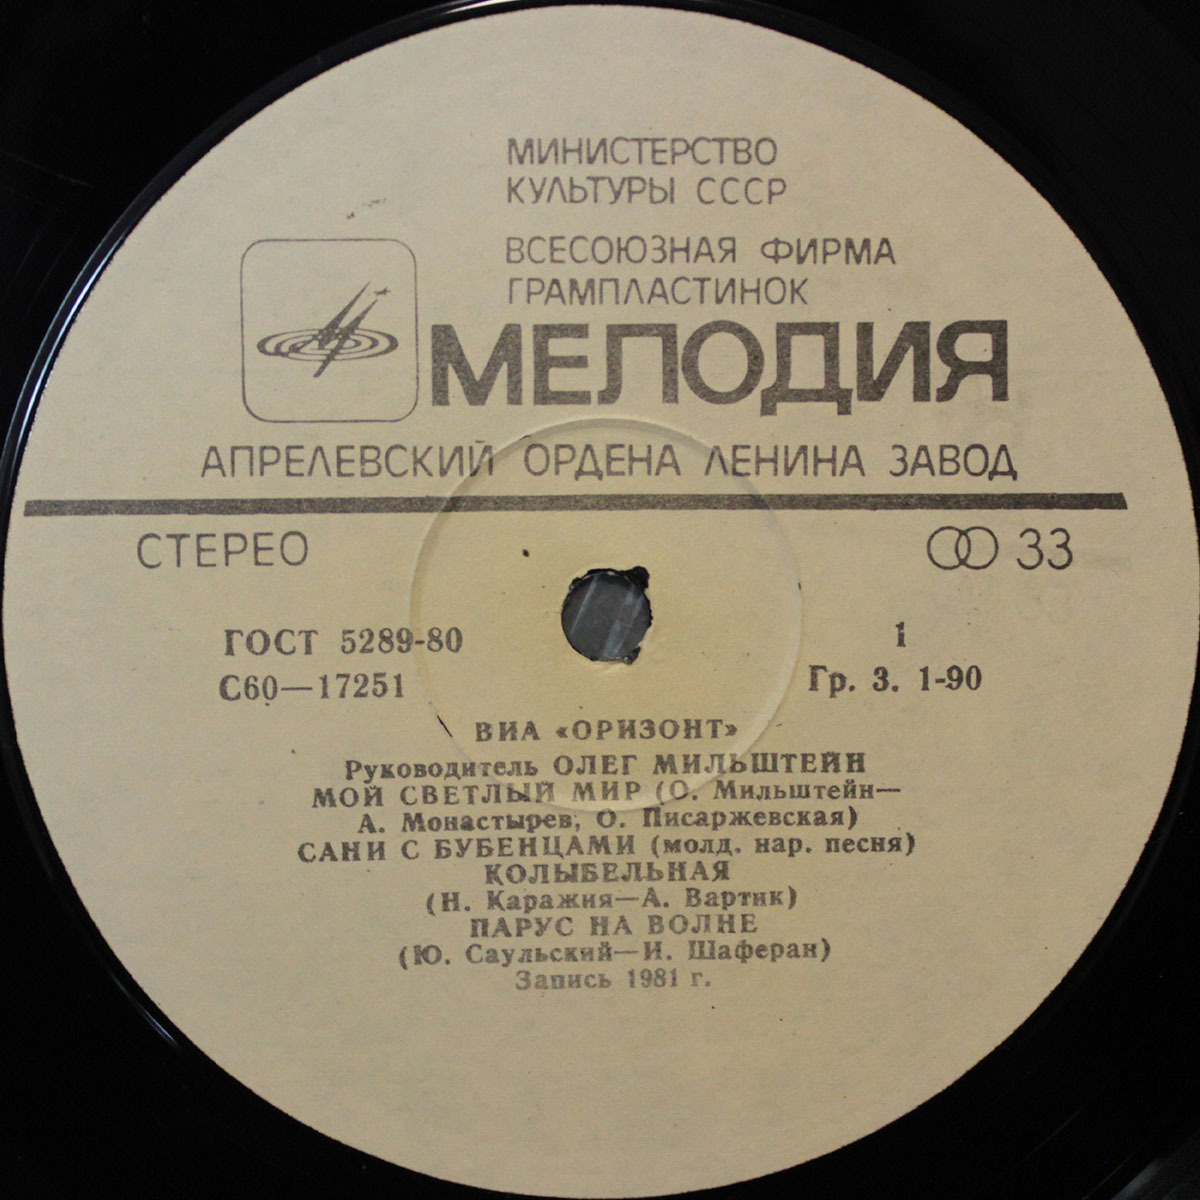 МИНИСТЕРСТВО
КУЛЬТУРЫ СССР
ВСЕСОЮЗНАЯ ФИРМА
ГРАМПЛАСТИНОК
МЕЛОДИЯ
АПРЕЛЕВСКИЙ ОРДЕНА ЛЕНИНА ЗАВОД
СТЕРЕО
33
ГОСТ 5289-80
1
С60—17251
Гр. 3. 1-90
ВИА «ОРИЗОНТ»
Руководитель ОЛЕГ МИЛЬШТЕЙН
МОЙ СВЕТЛЫЙ МИР (О. Мильштейн—
А. Монастырев, О. Писаржевская)
САНИ С БУБЕНЦАМИ (молд. нар. песня)
КОЛЫБЕЛЬНАЯ
(Н. Каражия—А. Вартик)
ПАРУС НА ВОЛНЕ
(Ю. Саульский—И. Шаферан)
Запись 1981 г.